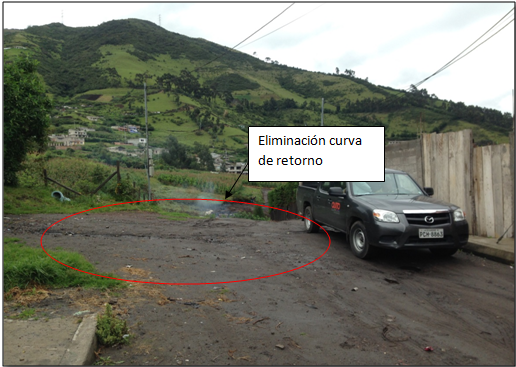 Eliminación curva
de retorno